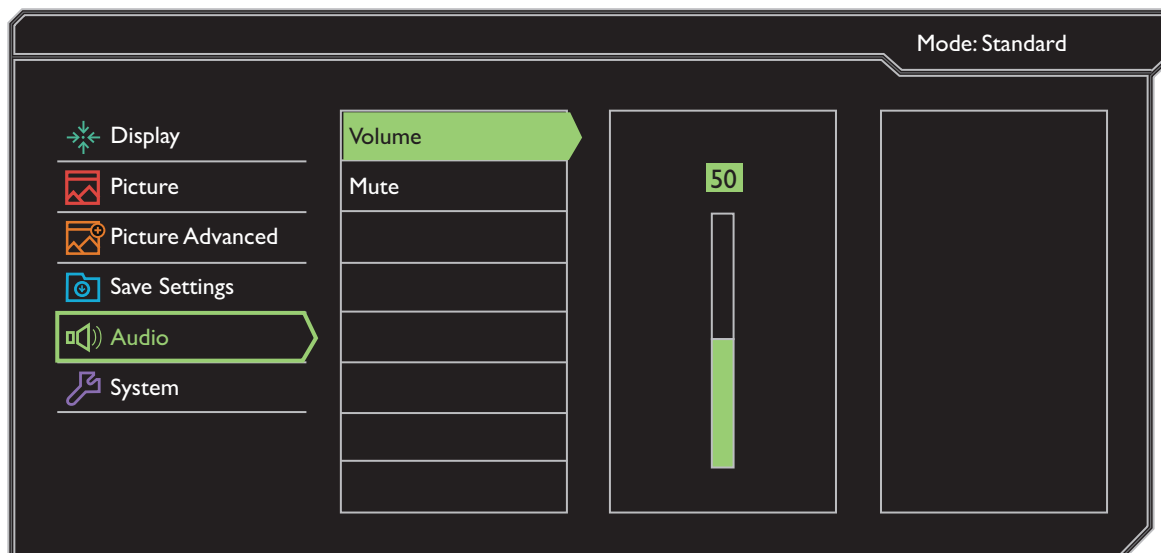 Mode: Standard
Display
Picture
Picture Advanced
Save Settings
Audio
System
Volume
Mute
50